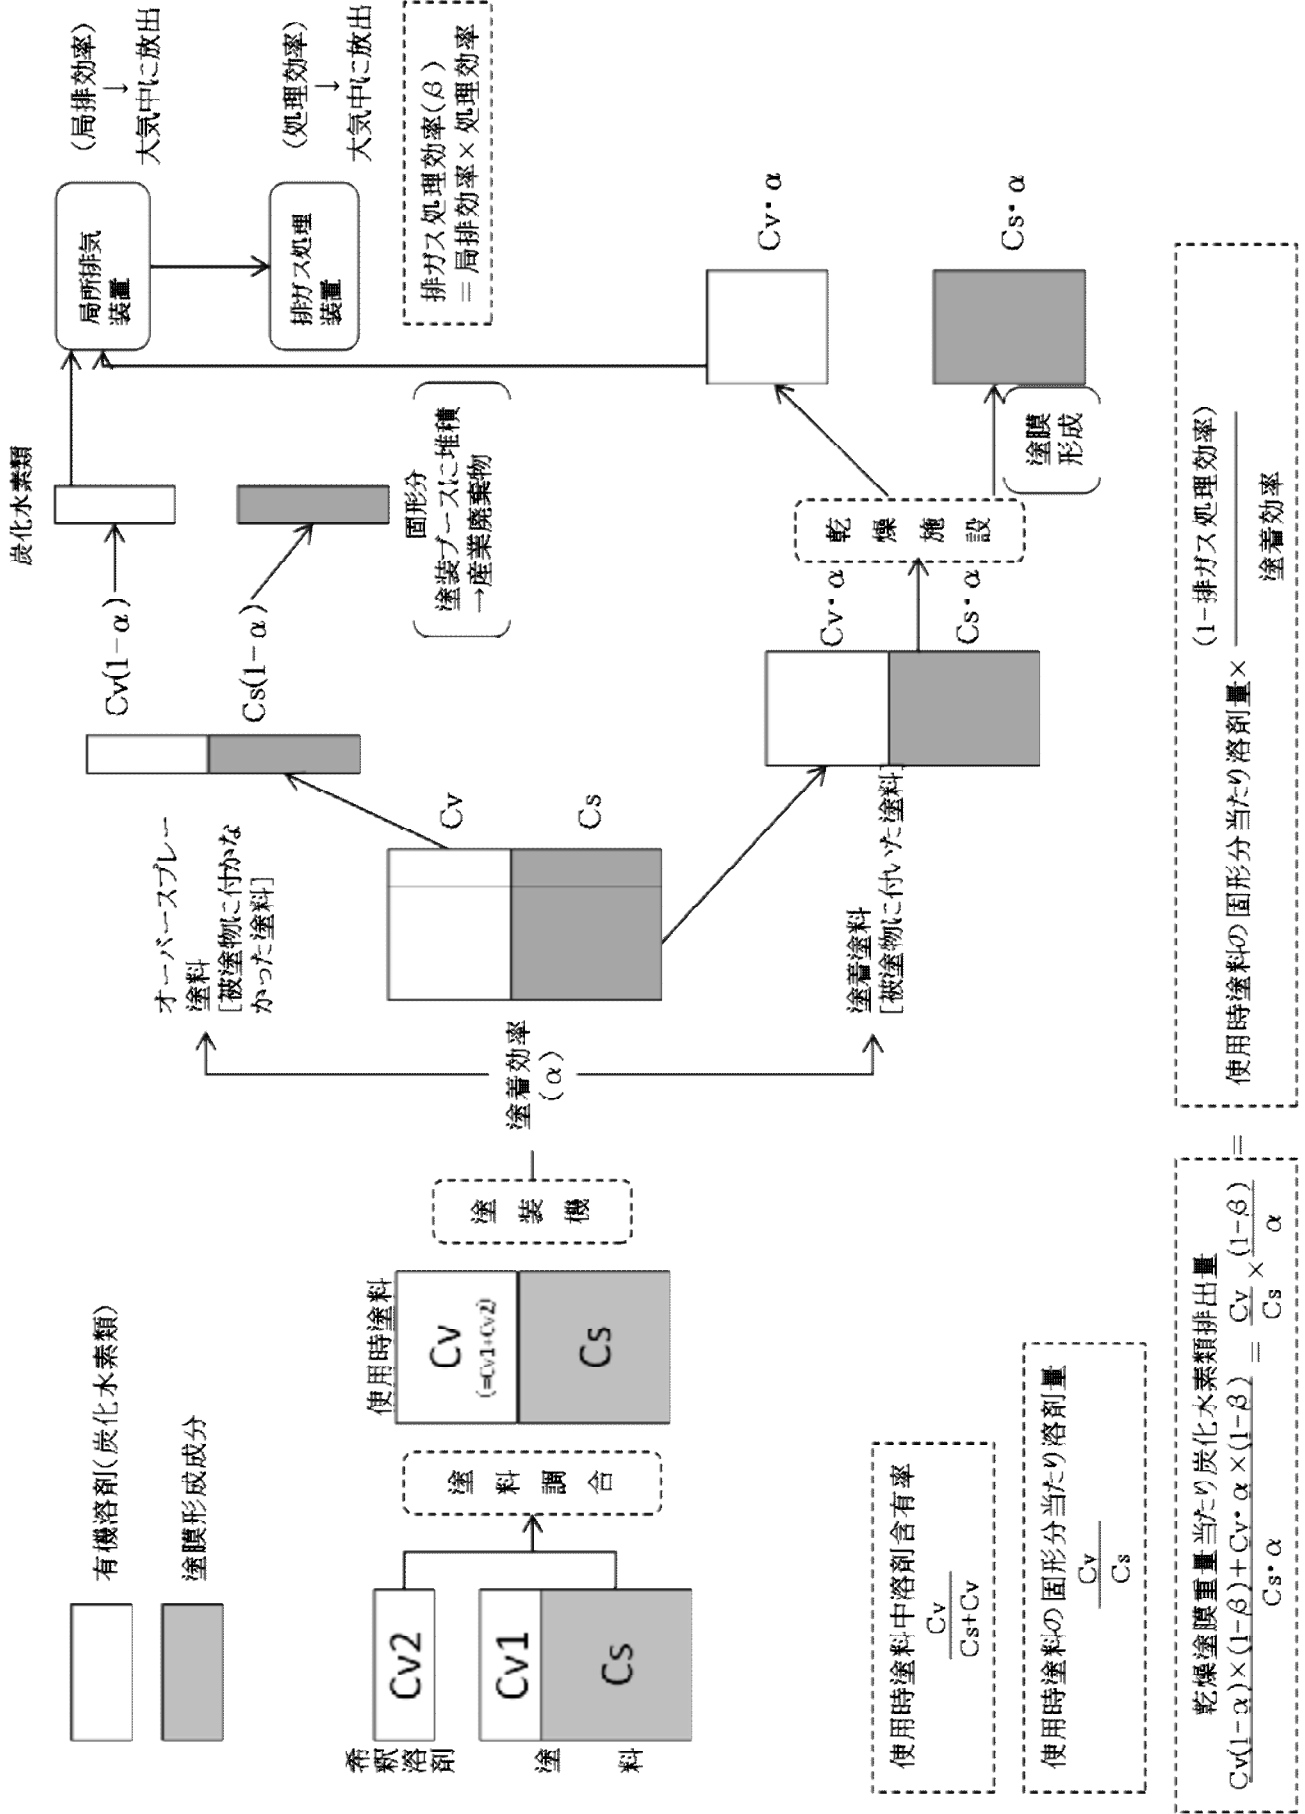 有機溶剤(炭化水素類)
塗膜形成成分
希釈溶剤
Cv2
塗料
Cv1
Cs
塗料調合
使用時塗料
Cv
(=Cv1+Cv2)
Cs
塗装機
塗着効率
(α)
オーバースプレー
塗料
[被塗物に付かな
かった塗料]
Cv
Cs
塗着塗料
[被塗物に付いた塗料]
Cv(1-α)
Cs(1-α)
炭化水素類
固形分
塗装ブースに堆積
→産業廃棄物
Cv・α
Cs・α
乾燥施設
塗膜
形成
Cv・α
Cs・α
局所排気
装置
(局排効率)
↓
大気中に放出
排ガス処理
装置
(処理効率)
↓
大気中に放出
排ガス処理効率(β)
=局排効率×処理効率
使用時塗料中溶剤含有率
Cv
Cs+Cv
使用時塗料の固形分当たり溶剤量
Cv
Cs
乾燥塗膜重量当たり炭化水素類排出量
Cv(1-α)×(1-β)+Cv・α×(1-β) = Cv × (1-β)
Cs・α Cs α
=
(1-排ガス処理効率)
使用時塗料の固形分当たり溶剤量×
塗着効率